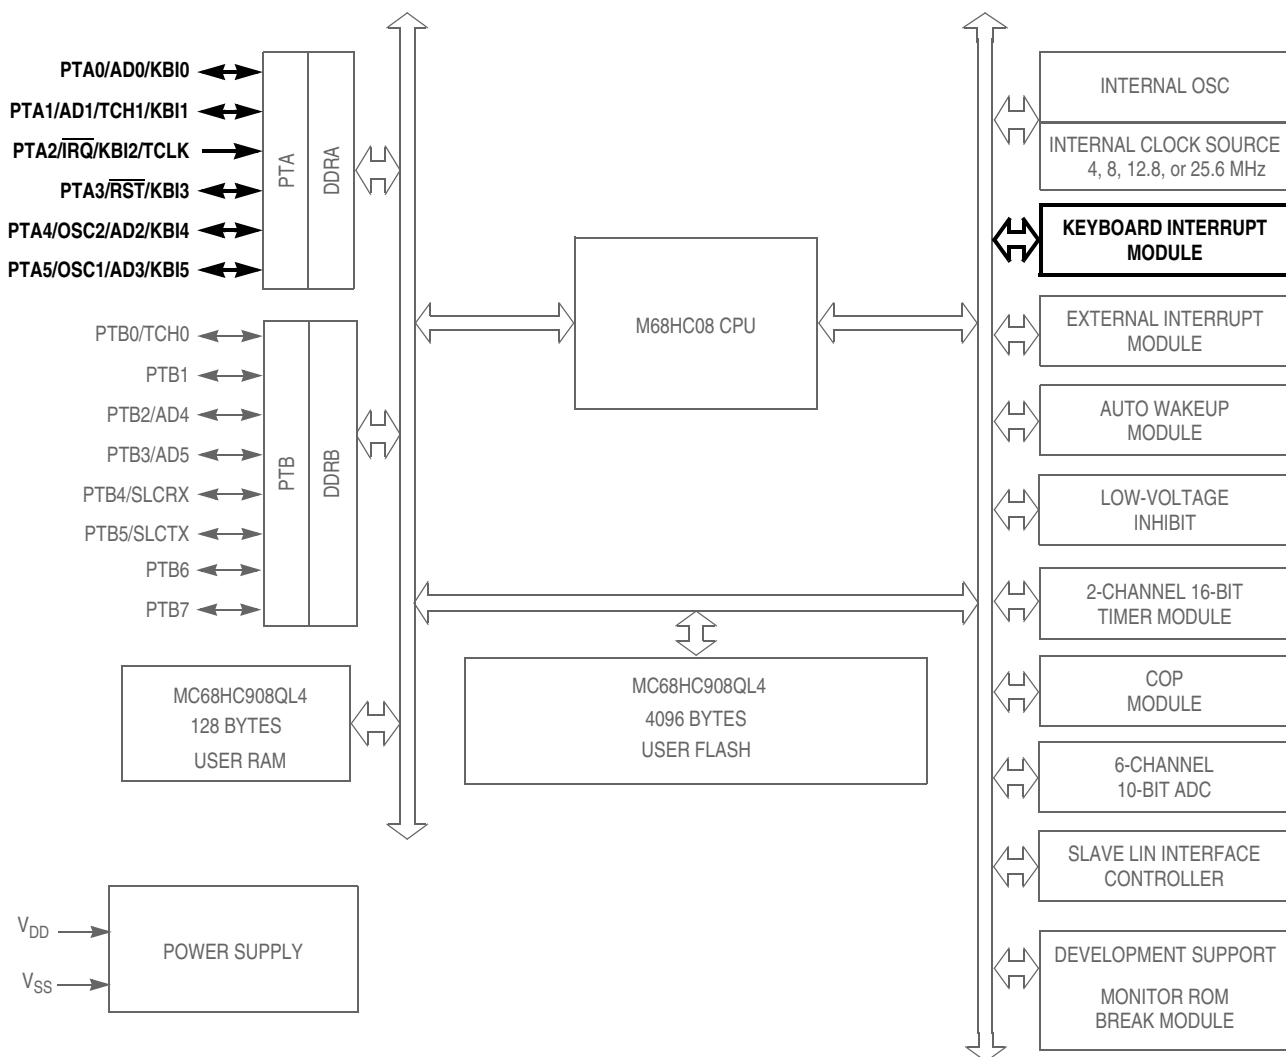 PTA0/AD0/KBI0
PTA1/AD1/TCH1/KBI1
PTA2/IRQ/KBI2/TCLK
PTA3/RST/KBI3
PTA4/OSC2/AD2/KBI4
PTA5/OSC1/AD3/KBI5
PTA
DDRA
PTB0/TCH0
PTB1
PTB2/AD4
PTB3/AD5
PTB4/SLCRX
PTB5/SLCTX
PTB6
PTB7
PTB
DDRB
MC68HC908QL4
128 BYTES
USER RAM
V_DD
V_SS
POWER SUPPLY
M68HC08 CPU
MC68HC908QL4
4096 BYTES
USER FLASH
INTERNAL OSC
INTERNAL CLOCK SOURCE
4, 8, 12.8, or 25.6 MHz
KEYBOARD INTERRUPT
MODULE
EXTERNAL INTERRUPT
MODULE
AUTO WAKEUP
MODULE
LOW-VOLTAGE
INHIBIT
2-CHANNEL 16-BIT
TIMER MODULE
COP
MODULE
6-CHANNEL
10-BIT ADC
SLAVE LIN INTERFACE
CONTROLLER
DEVELOPMENT SUPPORT
MONITOR ROM
BREAK MODULE